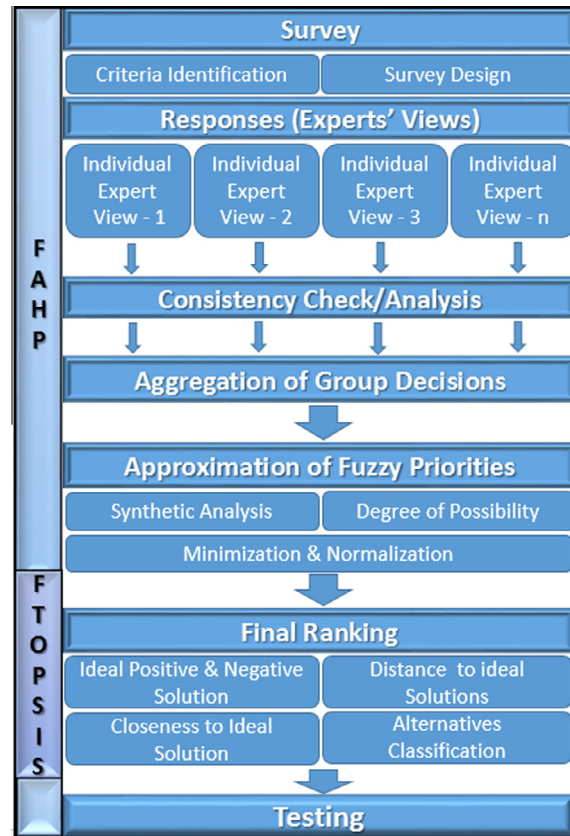 Survey
Criteria Identification
Survey Design
Responses (Experts' Views)
Individual
Expert
View - 1
Individual
Expert
View - 2
Individual
Expert
View - 3
Individual
Expert
View - n
Consistency Check/Analysis
Aggregation of Group Decisions
Approximation of Fuzzy Priorities
Synthetic Analysis
Degree of Possibility
Minimization & Normalization
Final Ranking
Ideal Positive & Negative
Solution
Distance to ideal
Solutions
Closeness to Ideal
Solution
Alternatives
Classification
Testing
FAHP
FTOPSIS